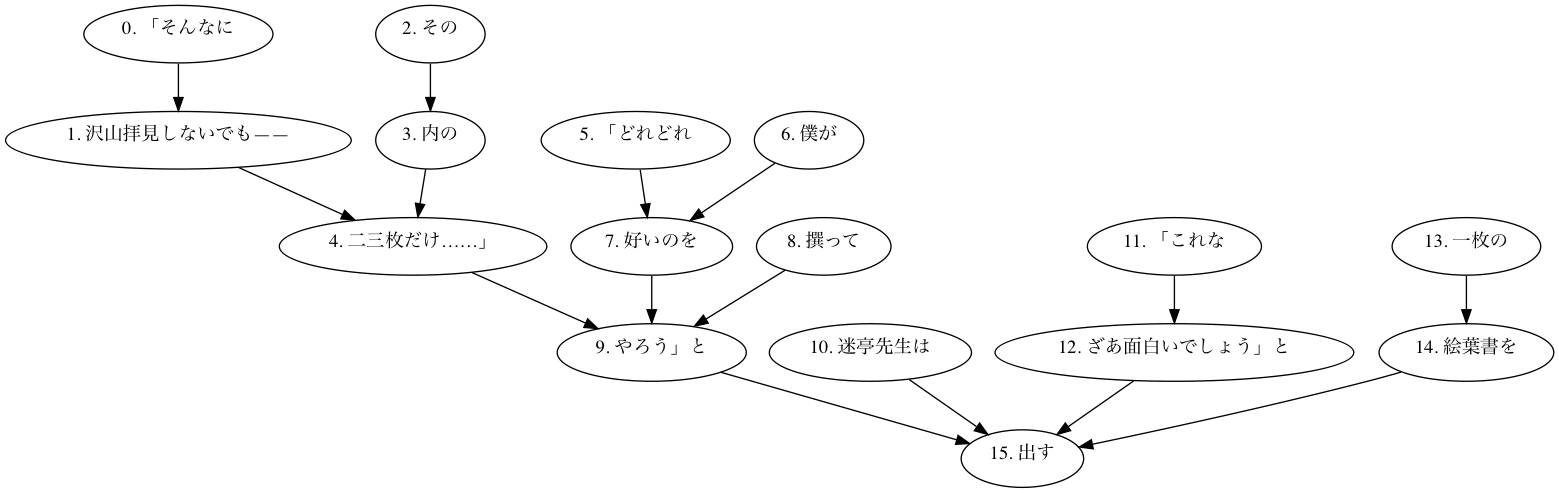 0. 「そんなに
2. その
1. 沢山拝見しないでも――
3. 内の
5. 「どれどれ
6. 僕が
4. 二三枚だけ……」
7. 好いのを
8. 撰って
11. 「これな
13. 一枚の
9. やろう」と
10. 迷亭先生は
12. ざあ面白いでしょう」と
14. 絵葉書を
15. 出す